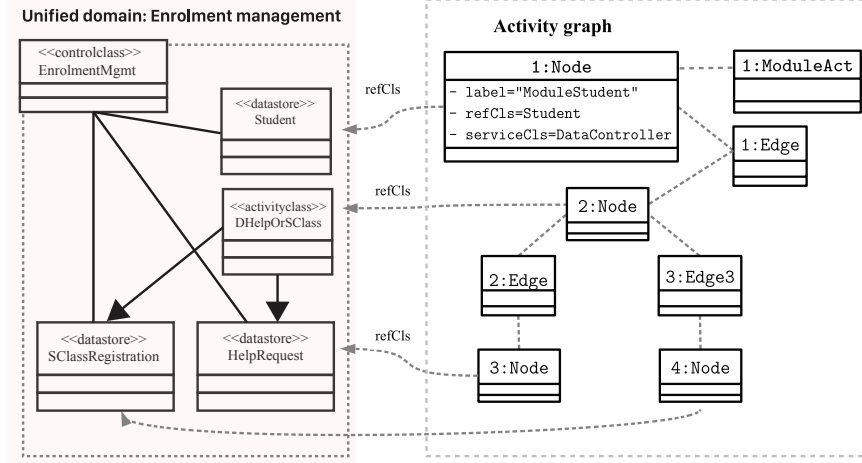 Unified domain: Enrolment management
<<controlclass>>
EnrolmentMgmt
<<datastore>>
Student
<<activityclass>>
DHelpOrSClass
<<datastore>>
SClassRegistration
<<datastore>>
HelpRequest
refCls
refCls
refCls
Activity graph
1:Node
- label="ModuleStudent"
- refCls=Student
- serviceCls=DataController
1:ModuleAct
1:Edge
2:Node
2:Edge
3:Edge3
3:Node
4:Node